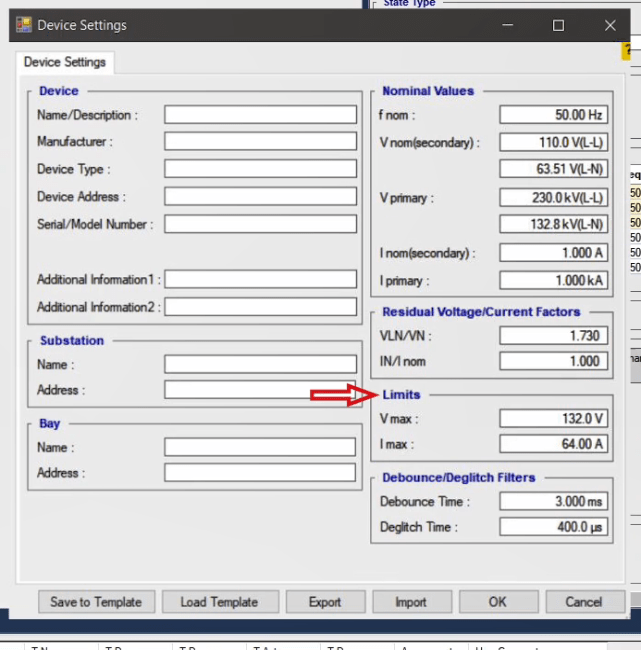 State Type
Device Settings
?
Device Settings
Device
Name/Description :
Manufacturer :
Device Type :
Device Address :
Serial/Model Number :
Additional Information1 :
Additional Information2 :
Substation
Name :
Address :
Bay
Name :
Address :
Nominal Values
f nom : 50.00 Hz
V nom(secondary) : 110.0 V(L-L)
63.51 V(L-N)
V primary : 230.0 kV(L-L)
132.8 kV(L-N)
I nom(secondary) : 1.000 A
I primary : 1.000 kA
Residual Voltage/Current Factors
VLN/VN : 1.730
IN/I nom 1.000
Limits
V max : 132.0 V
I max : 64.00 A
Debounce/Deglitch Filters
Debounce Time : 3.000 ms
Deglitch Time : 400.0 µs
eq
50
50
50
50
50
Save to Template Load Template Export Import OK Cancel